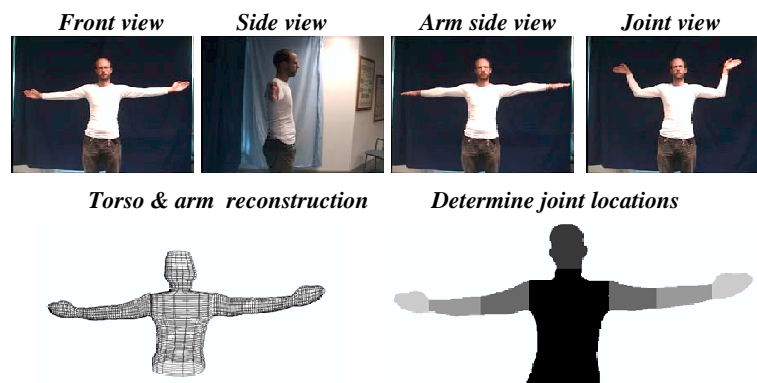 Front view
Side view
Arm side view
Joint view
Torso & arm reconstruction
Determine joint locations